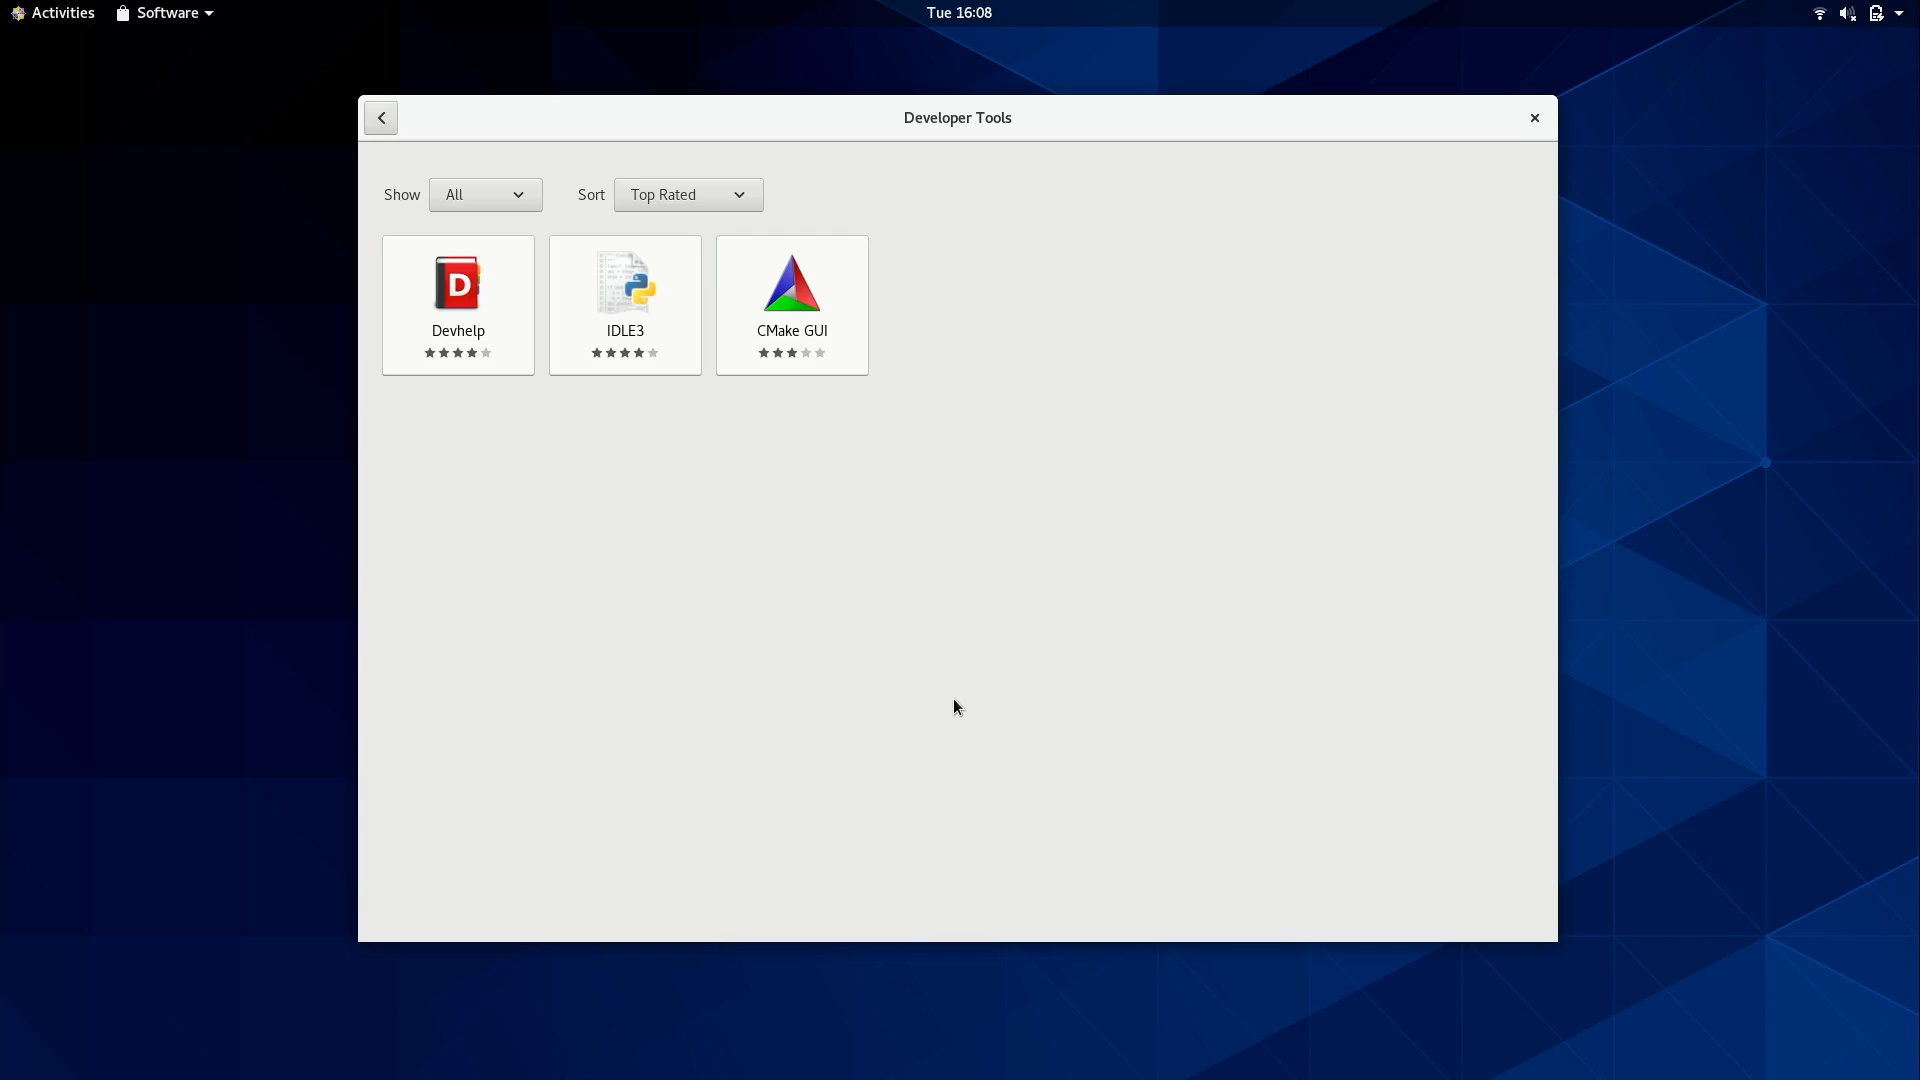 Activities Software Tue 16:08
Developer Tools
Show All Sort Top Rated
D
Devhelp IDLE3 CMake GUI